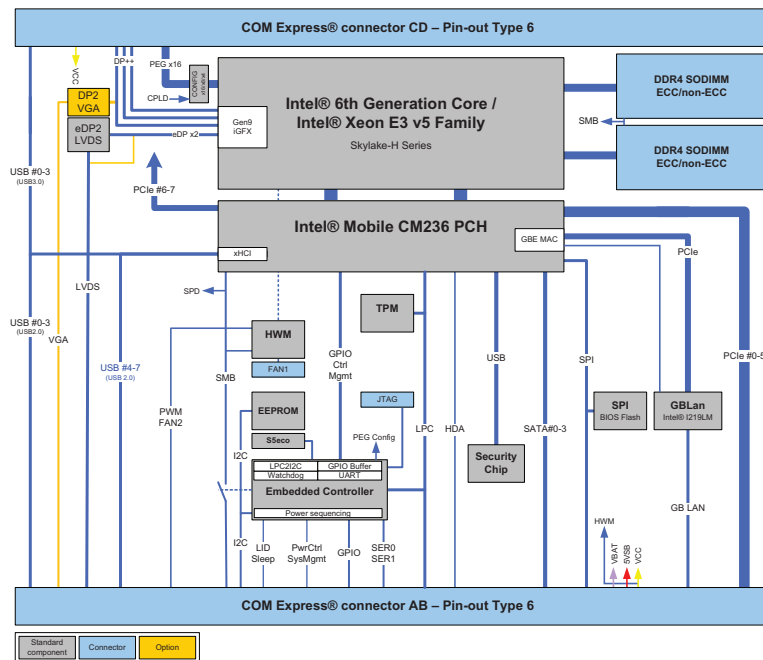 COM Express® connector CD – Pin-out Type 6
VCC
DP++
PEG x16
CONFIG
CPLD
DP2
VGA
eDP2
LVDS
eDP x2
Gen9
iGFX
Intel® 6th Generation Core /
Intel® Xeon E3 v5 Family
Skylake-H Series
DDR4 SODIMM
ECC/non-ECC
SMB
DDR4 SODIMM
ECC/non-ECC
USB #0-3
(USB3.0)
PCIe #6-7
Intel® Mobile CM236 PCH
GBE MAC
xHCI
PCIe
LVDS
SPD
TPM
HWM
FAN1
USB #0-3
(USB2.0)
VGA
USB #4-7
(USB 2.0)
PWM
FAN2
SMB
GPIO
Ctrl
Mgmt
USB
SPI
PCIe #0-5
EEPROM
JTAG
S5eco
PEG Config
I2C
LPC
HDA
SATA#0-3
SPI
BIOS Flash
GBLan
Intel® I219LM
Security
Chip
LPC2I2C
GPIO Buffer
Watchdog
UART
Embedded Controller
Power sequencing
GB LAN
I2C
LID
Sleep
PwrCtrl
SysMgmt
GPIO
SER0
SER1
HWM
VBAT
5VSB
VCC
COM Express® connector AB – Pin-out Type 6
Standard
component
Connector
Option